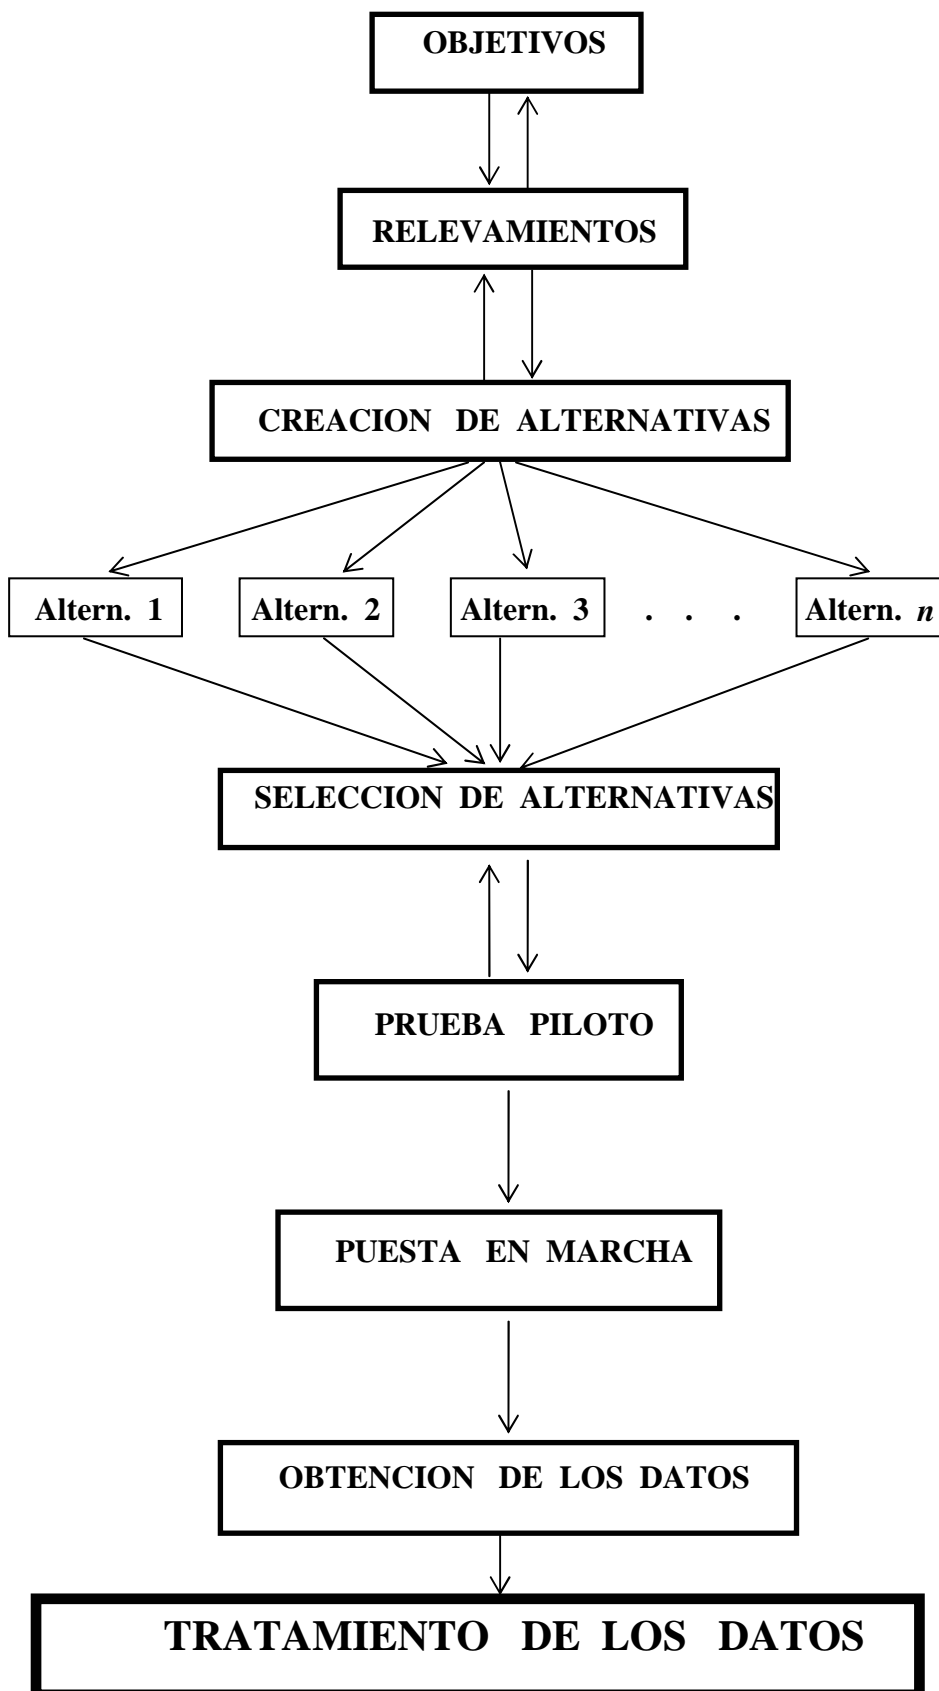 OBJETIVOS
RELEVAMIENTOS
CREACION DE ALTERNATIVAS
Altern. 1 Altern. 2 Altern. 3 . . . Altern. n
SELECCION DE ALTERNATIVAS
PRUEBA PILOTO
PUESTA EN MARCHA
OBTENCION DE LOS DATOS
TRATAMIENTO DE LOS DATOS